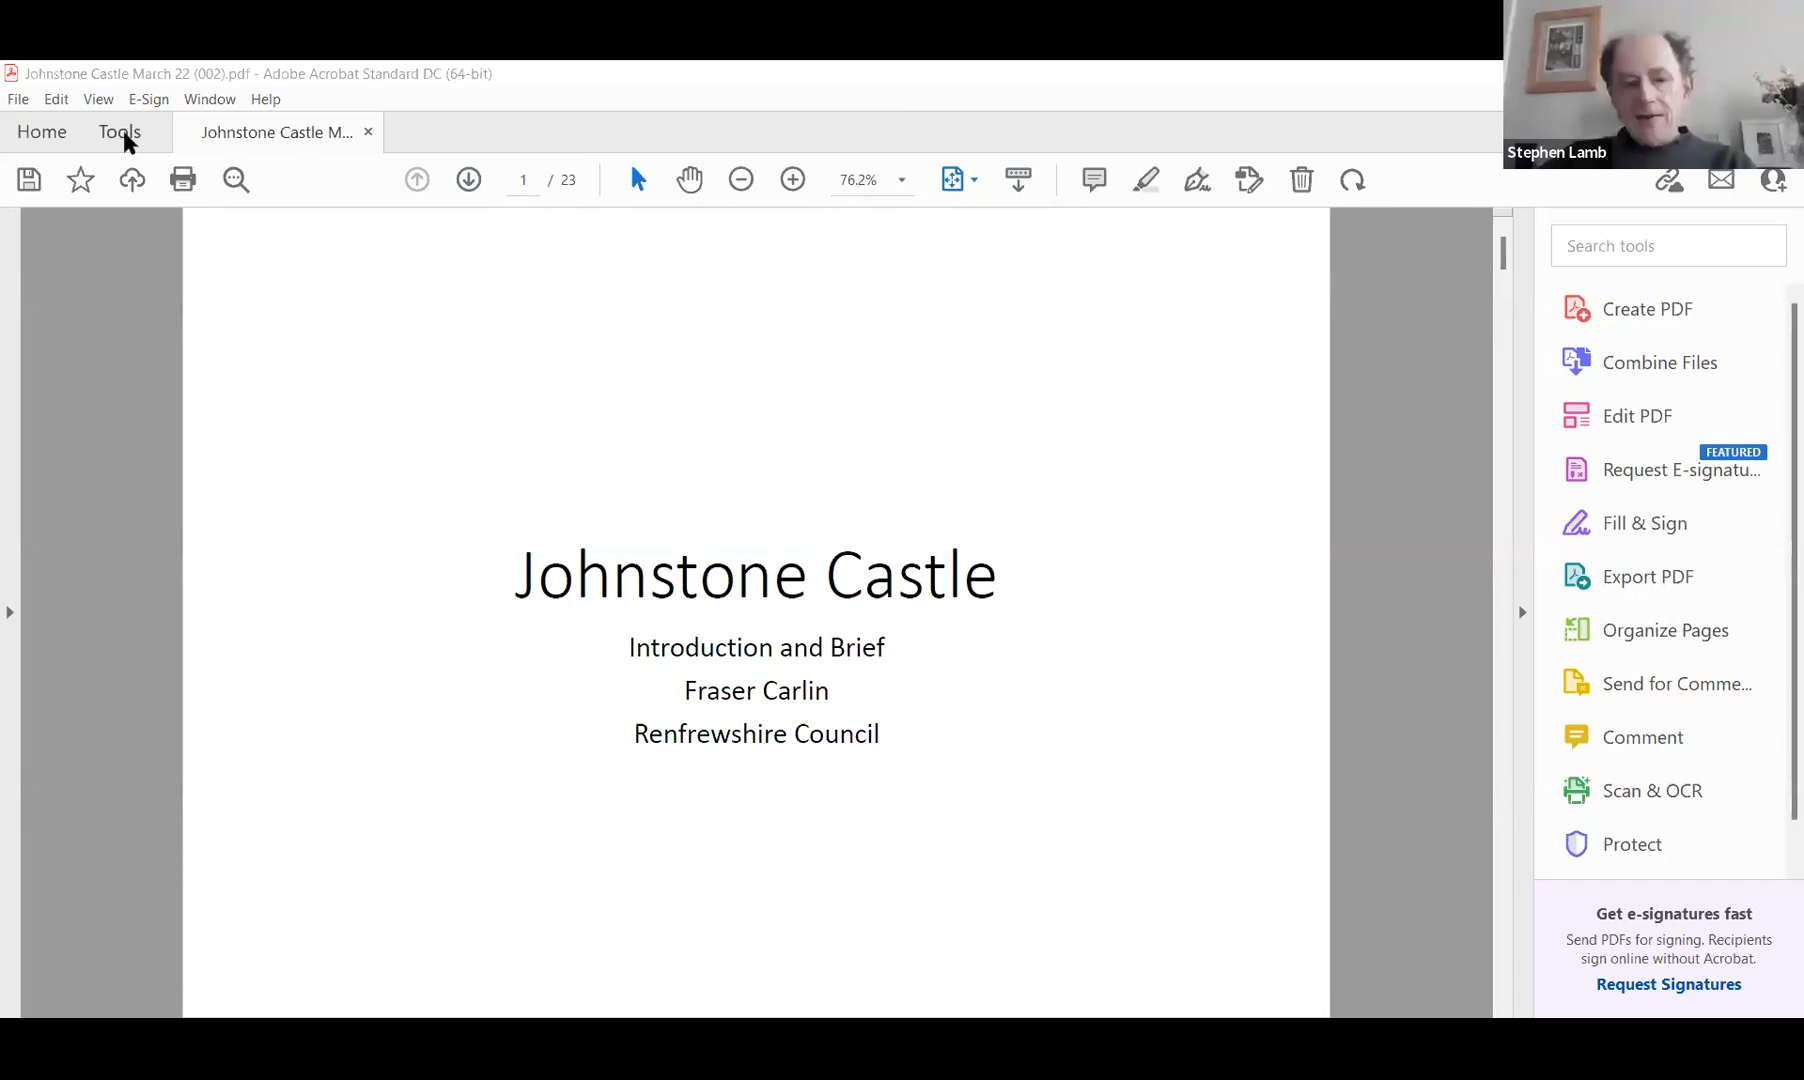 Johnstone Castle March 22 (002).pdf - Adobe Acrobat Standard DC (64-bit)
File Edit View E-Sign Window Help
Home Tools Johnstone Castle M... ×
1 / 23 76.2%
Stephen Lamb
Johnstone Castle
Introduction and Brief
Fraser Carlin
Renfrewshire Council
Search tools
Create PDF
Combine Files
Edit PDF
FEATURED
Request E-signatu...
Fill & Sign
Export PDF
Organize Pages
Send for Comme...
Comment
Scan & OCR
Protect
Get e-signatures fast
Send PDFs for signing. Recipients
sign online without Acrobat.
Request Signatures